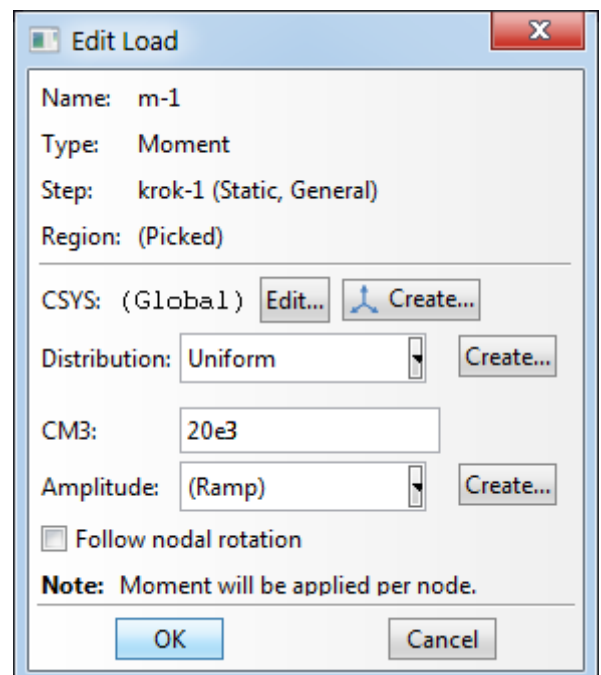 Edit Load
x
Name: m-1
Type: Moment
Step: krok-1 (Static, General)
Region: (Picked)
CSYS: (Global) Edit... Create...
Distribution: Uniform Create...
CM3: 20e3
Amplitude: (Ramp) Create...
Follow nodal rotation
Note: Moment will be applied per node.
OK Cancel